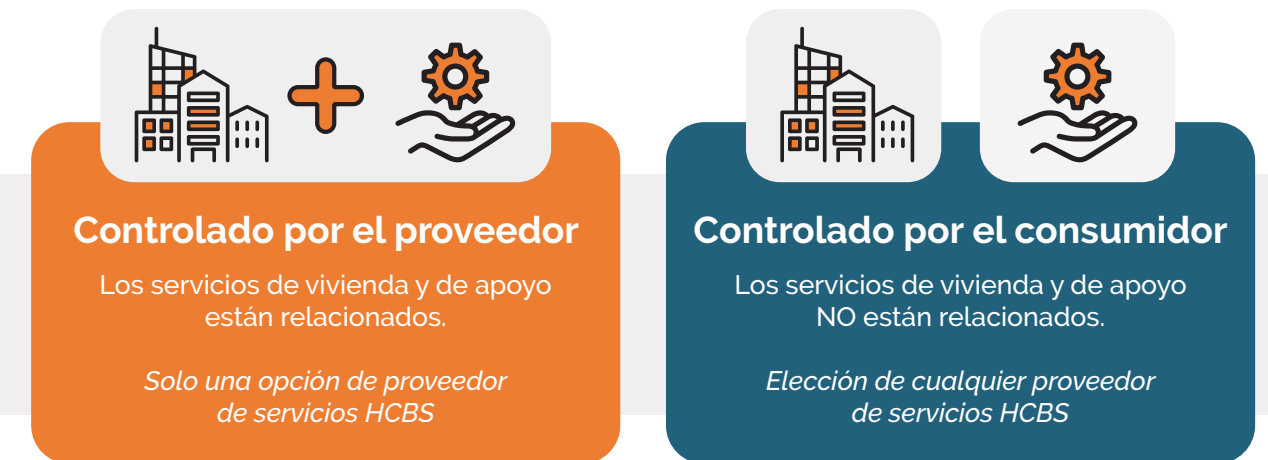 Controlado por el proveedor
Los servicios de vivienda y de apoyo
están relacionados.
Solo una opción de proveedor
de servicios HCBS
Controlado por el consumidor
Los servicios de vivienda y de apoyo
NO están relacionados.
Elección de cualquier proveedor
de servicios HCBS